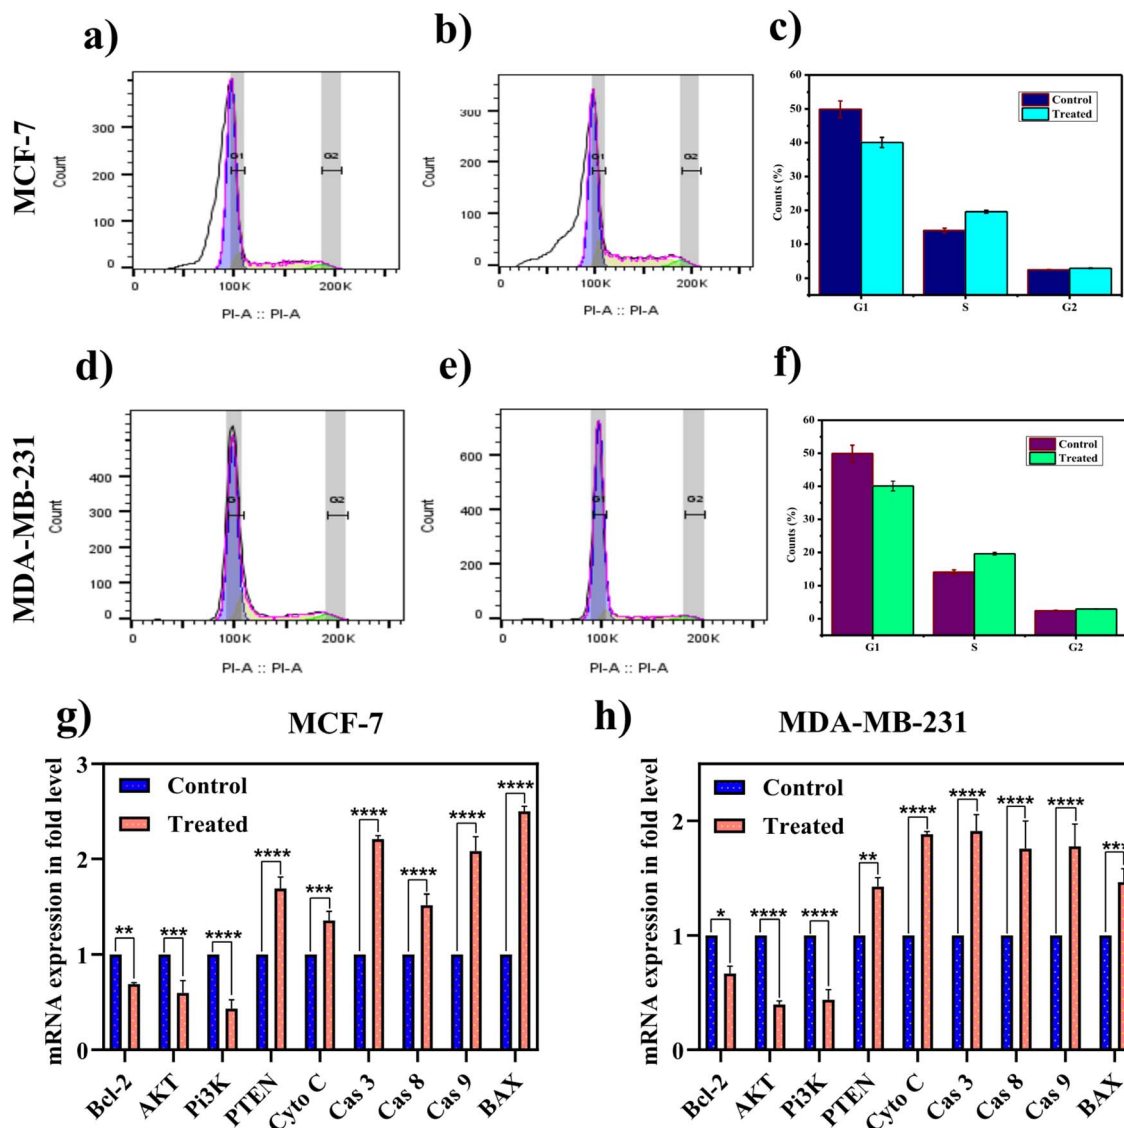 a)
b)
c)
MCF-7
Count
300
200
100
0
G1
G2
0
100K
200K
PI-A :: PI-A
Count
300
200
100
0
G1
G2
0
100K
200K
PI-A :: PI-A
Counts (%)
60
50
40
30
20
10
0
Control
Treated
G1
S
G2
d)
e)
f)
MDA-MB-231
Count
400
300
200
100
0
G
G2
0
100K
200K
PI-A :: PI-A
Count
600
400
200
0
G1
G2
0
100K
200K
PI-A :: PI-A
Counts (%)
60
50
40
30
20
10
0
Control
Treated
G1
S
G2
g)
MCF-7
mRNA expression in fold level
3
2
1
0
Control
Treated
**
***
****
****
***
****
****
****
****
Bcl-2
AKT
Pi3K
PTEN
Cyto C
Cas 3
Cas 8
Cas 9
BAX
h)
MDA-MB-231
mRNA expression in fold level
2
1
0
Control
Treated
*
****
****
**
****
****
****
****
***
Bcl-2
AKT
Pi3K
PTEN
Cyto C
Cas 3
Cas 8
Cas 9
BAX